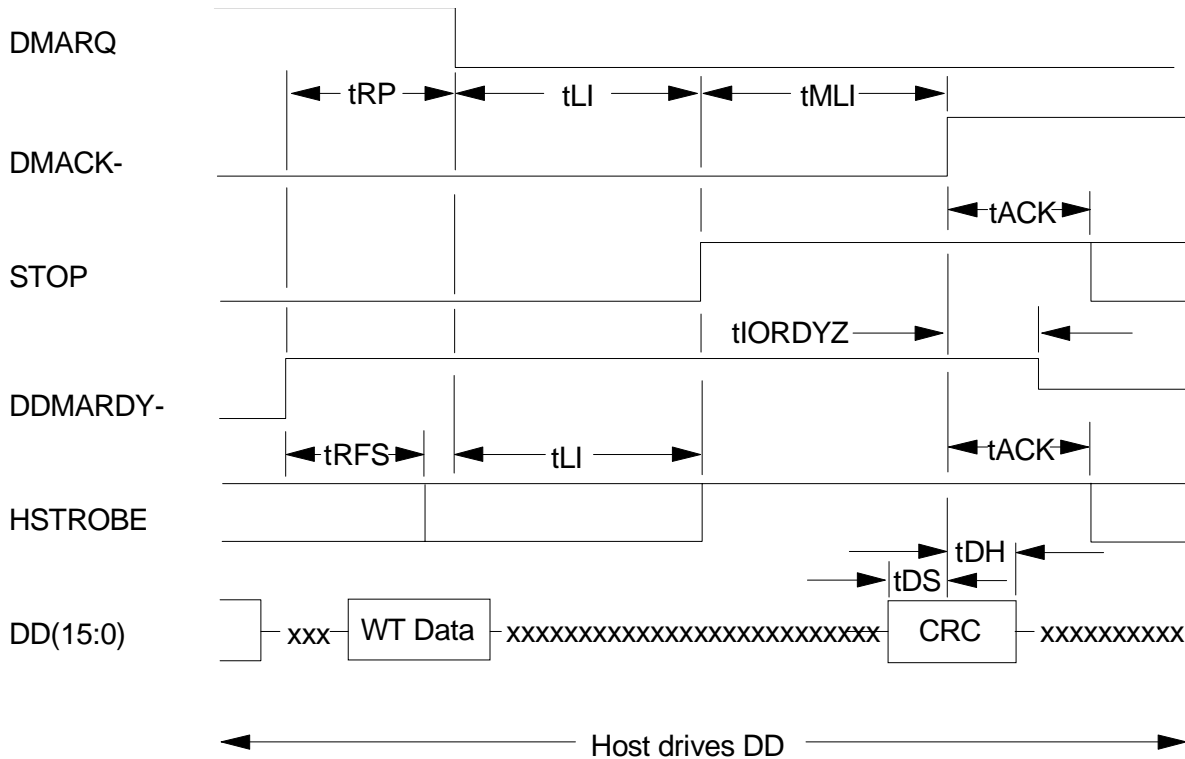 DMARQ
tRP
tLI
tMLI
DMACK-
tACK
STOP
tIORDYZ
DDMARDY-
tRFS
tLI
tACK
HSTROBE
tDH
tDS
DD(15:0)
xxx
WT Data
xxxxxxxxxxxxxxxxxxxxxxxxxx
CRC
xxxxxxxxxx
Host drives DD